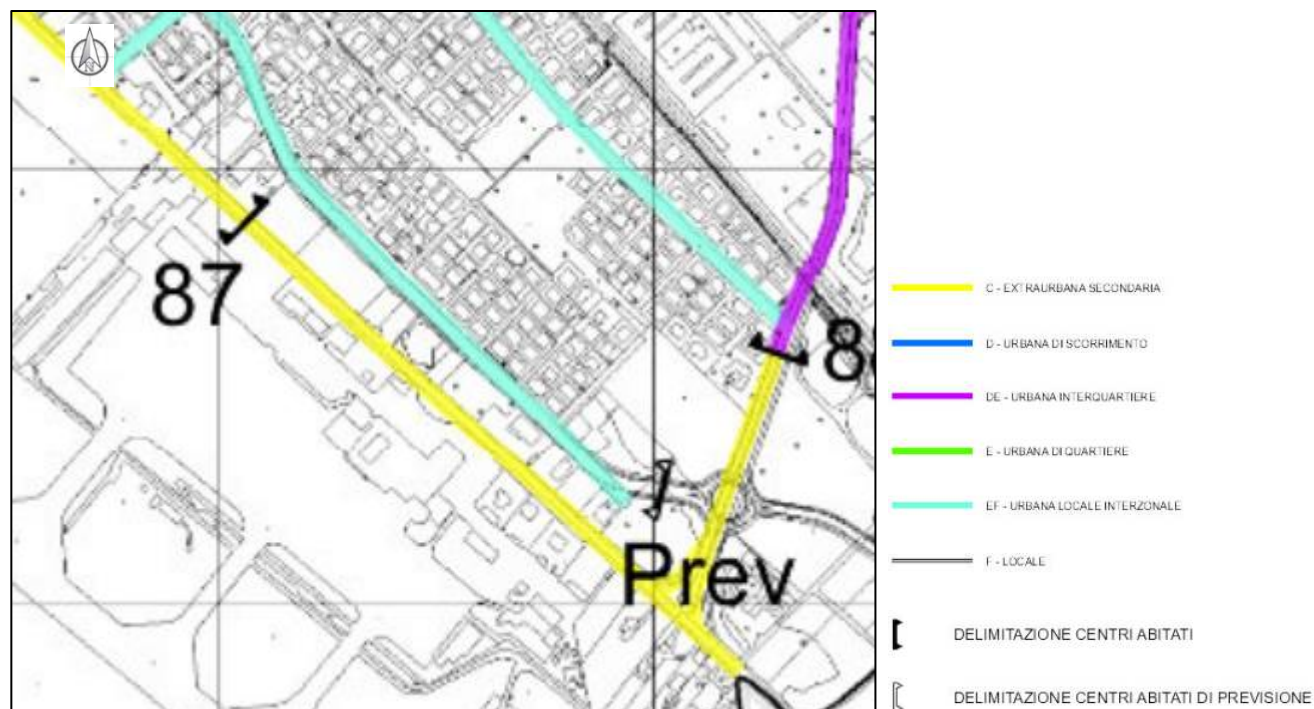 87
8
Prev
C - EXTRAURBANA SECONDARIA
D - URBANA DI SCORRIMENTO
DE - URBANA INTERQUARTIERE
E - URBANA DI QUARTIERE
EF - URBANA LOCALE INTERZONALE
F - LOCALE
DELIMITAZIONE CENTRI ABITATI
DELIMITAZIONE CENTRI ABITATI DI PREVISIONE